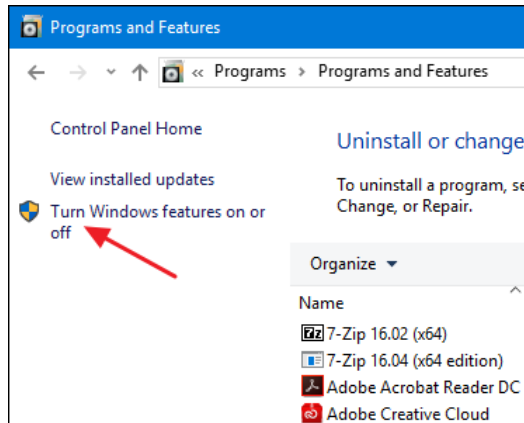 Programs and Features
« Programs > Programs and Features
Control Panel Home
View installed updates
Turn Windows features on or
off
Uninstall or change
To uninstall a program, se
Change, or Repair.
Organize
Name
7z 7-Zip 16.02 (x64)
7-Zip 16.04 (x64 edition)
Adobe Acrobat Reader DC
Adobe Creative Cloud